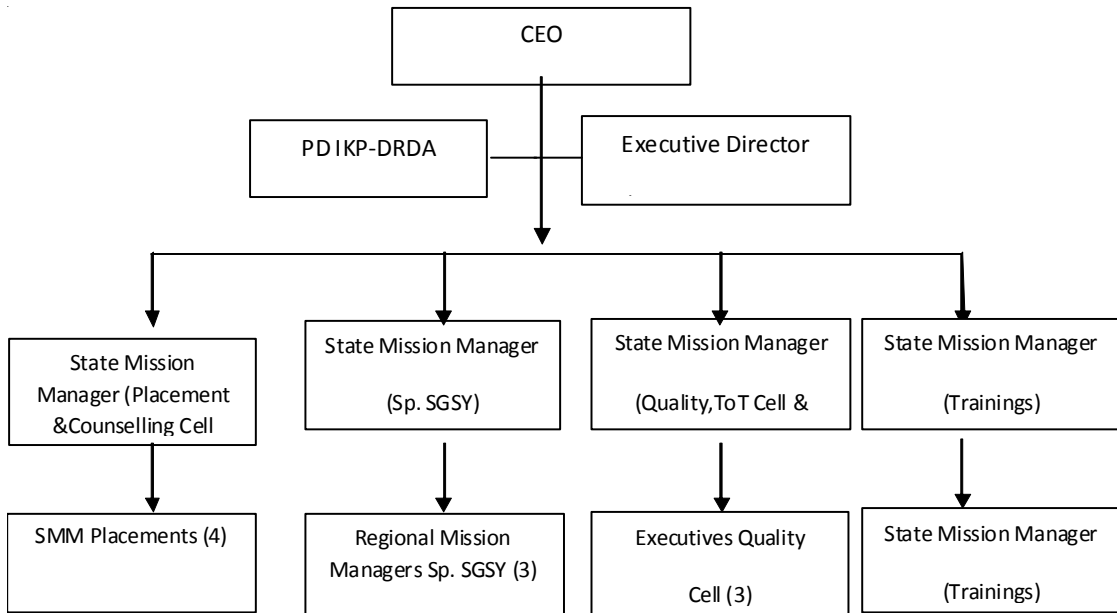 CEO
PD IKP-DRDA
Executive Director
State Mission
Manager (Placement
&Counselling Cell
State Mission Manager
(Sp. SGSY)
State Mission Manager
(Quality,ToT Cell &
State Mission Manager
(Trainings)
SMM Placements (4)
Regional Mission
Managers Sp. SGSY (3)
Executives Quality
Cell (3)
State Mission Manager
(Trainings)